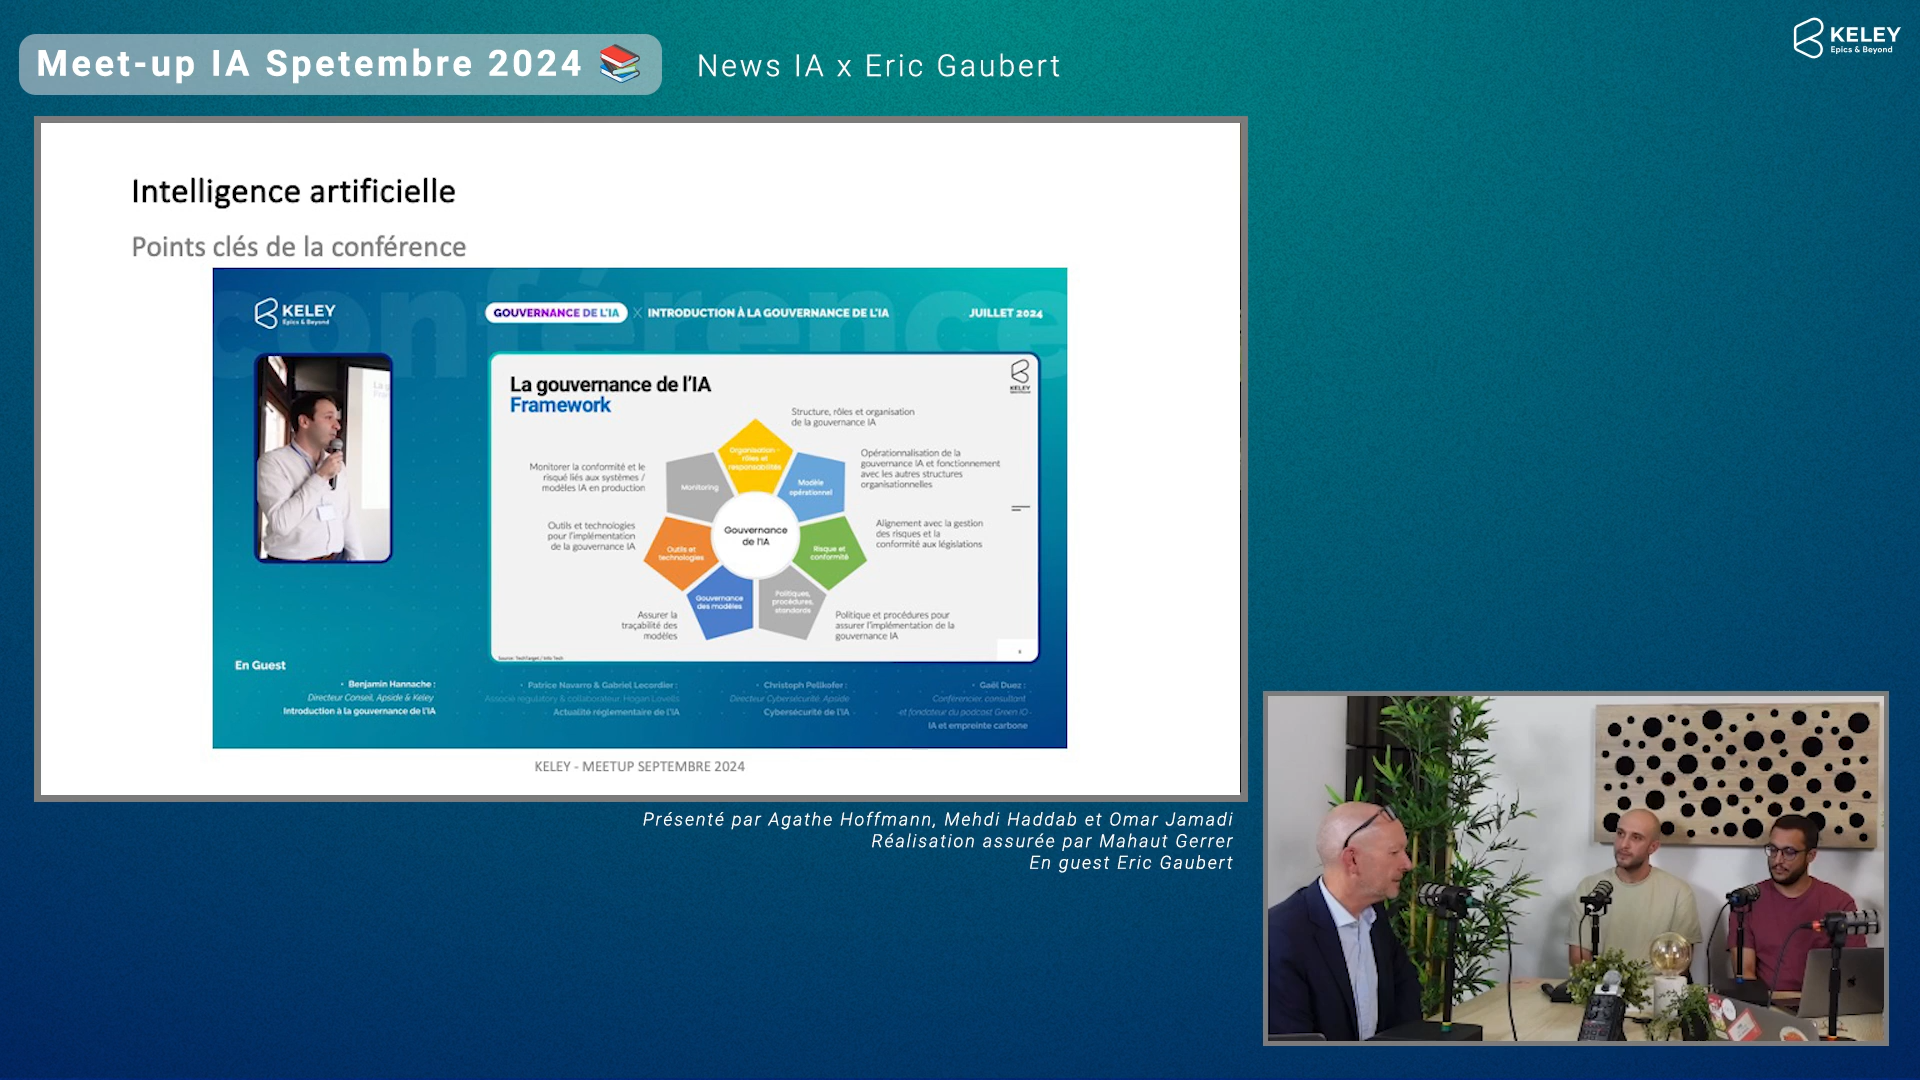 Meet-up IA Spetembre 2024 📚
News IA x Eric Gaubert
KELEY
Epics & Beyond
Intelligence artificielle
Points clés de la conférence
conférence
KELEY
Epics & Beyond
GOUVERNANCE DE L'IA X INTRODUCTION À LA GOUVERNANCE DE L'IA
JUILLET 2024
La gouvernance de l'IA
Framework
KELEY
Structure, rôles et organisation
de la gouvernance IA
Organisation -
rôles et
responsabilités
Opérationnalisation de la
gouvernance IA et fonctionnement
avec les autres structures
organisationnelles
Modèle
opérationnel
Alignement avec la gestion
des risques et la
conformité aux législations
Risque et
conformité
Politique et procédures pour
assurer l'implémentation de la
gouvernance IA
Politiques,
procédures,
standards
Assurer la
traçabilité des
modèles
Gouvernance
des modèles
Outils et technologies
pour l'implémentation
de la gouvernance IA
Outils et
technologies
Monitorer la conformité et le
risqué liés aux systèmes /
modèles IA en production
Monitoring
Gouvernance
de l'IA
Source: TechTarget / Info Tech
En Guest
• Benjamin Hannache :
Directeur Conseil, Apside & Keley
Introduction à la gouvernance de l'IA
• Patrice Navarro & Gabriel Lecordier :
Associé regulatory & collaborateur, Hogan Lovells
Actualité réglementaire de l'IA
• Christoph Pelikofer :
Directeur Cybersécurité, Apside
Cybersécurité de l'IA
• Gaël Duez :
Conférencier, consultant
et fondateur du podcast Green IO
IA et empreinte carbone
KELEY - MEETUP SEPTEMBRE 2024
Présenté par Agathe Hoffmann, Mehdi Haddab et Omar Jamadi
Réalisation assurée par Mahaut Gerrer
En guest Eric Gaubert